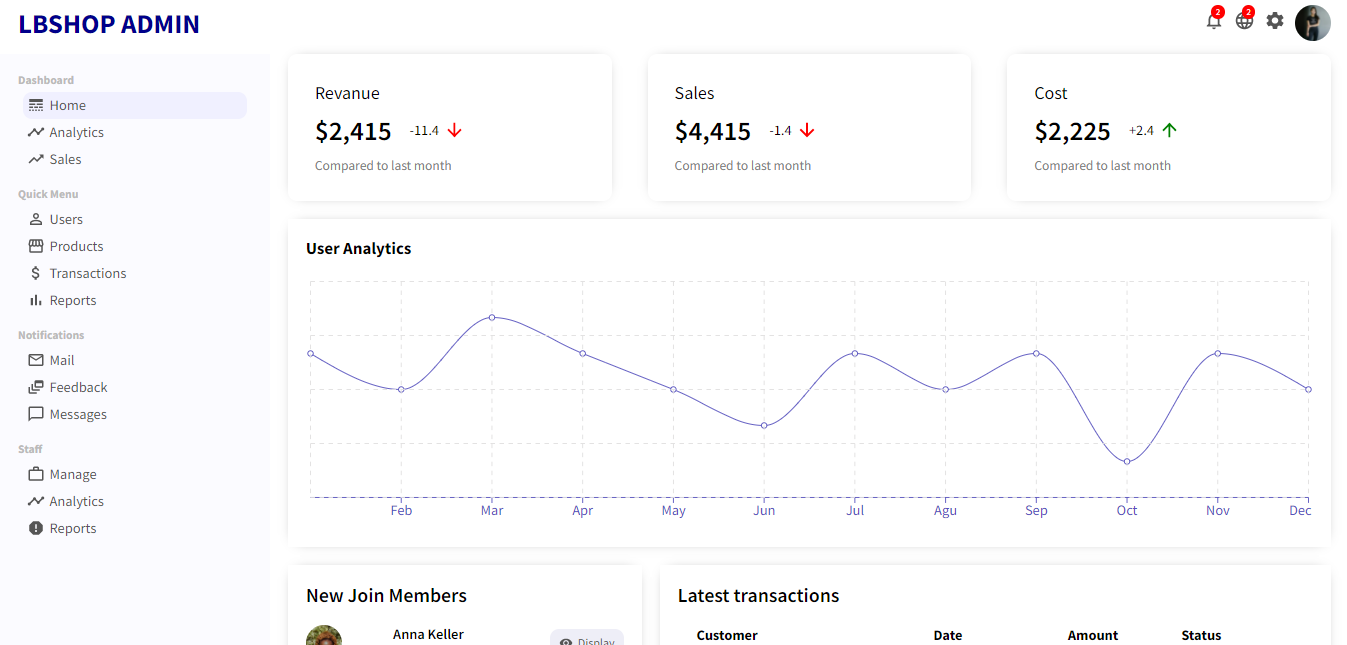 LBSHOP ADMIN
2
2
Dashboard
Home
Analytics
Sales
Quick Menu
Users
Products
Transactions
Reports
Notifications
Mail
Feedback
Messages
Staff
Manage
Analytics
Reports
Revanue
$2,415 -11.4
Compared to last month
Sales
$4,415 -1.4
Compared to last month
Cost
$2,225 +2.4
Compared to last month
User Analytics
Feb Mar Apr May Jun Jul Agu Sep Oct Nov Dec
New Join Members
Anna Keller
Display
Latest transactions
Customer Date Amount Status